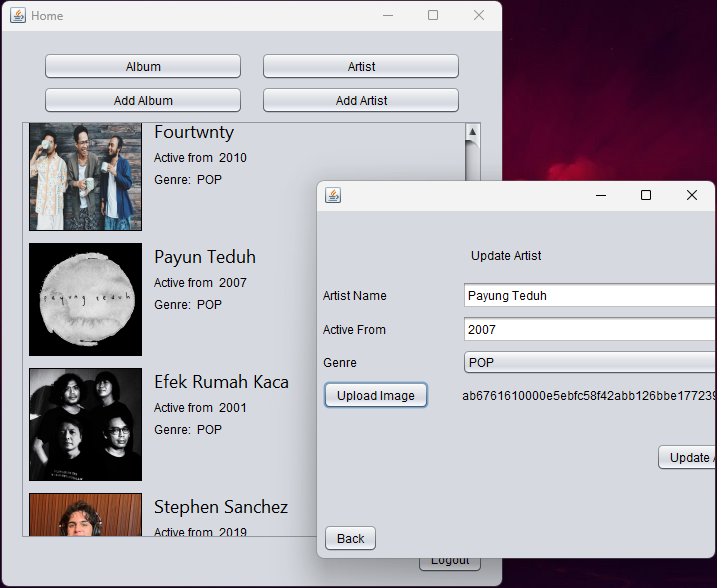 Home
Album
Artist
Add Album
Add Artist
Fourtwnty
Active from 2010
Genre: POP
payung teduh
Payun Teduh
Active from 2007
Genre: POP
Efek Rumah Kaca
Active from 2001
Genre: POP
Stephen Sanchez
Active from 2019
Logout
Update Artist
Artist Name
Payung Teduh
Active From
2007
Genre
POP
Upload Image
ab6761610000e5ebfc58f42abb126bbe177239
Update
Back